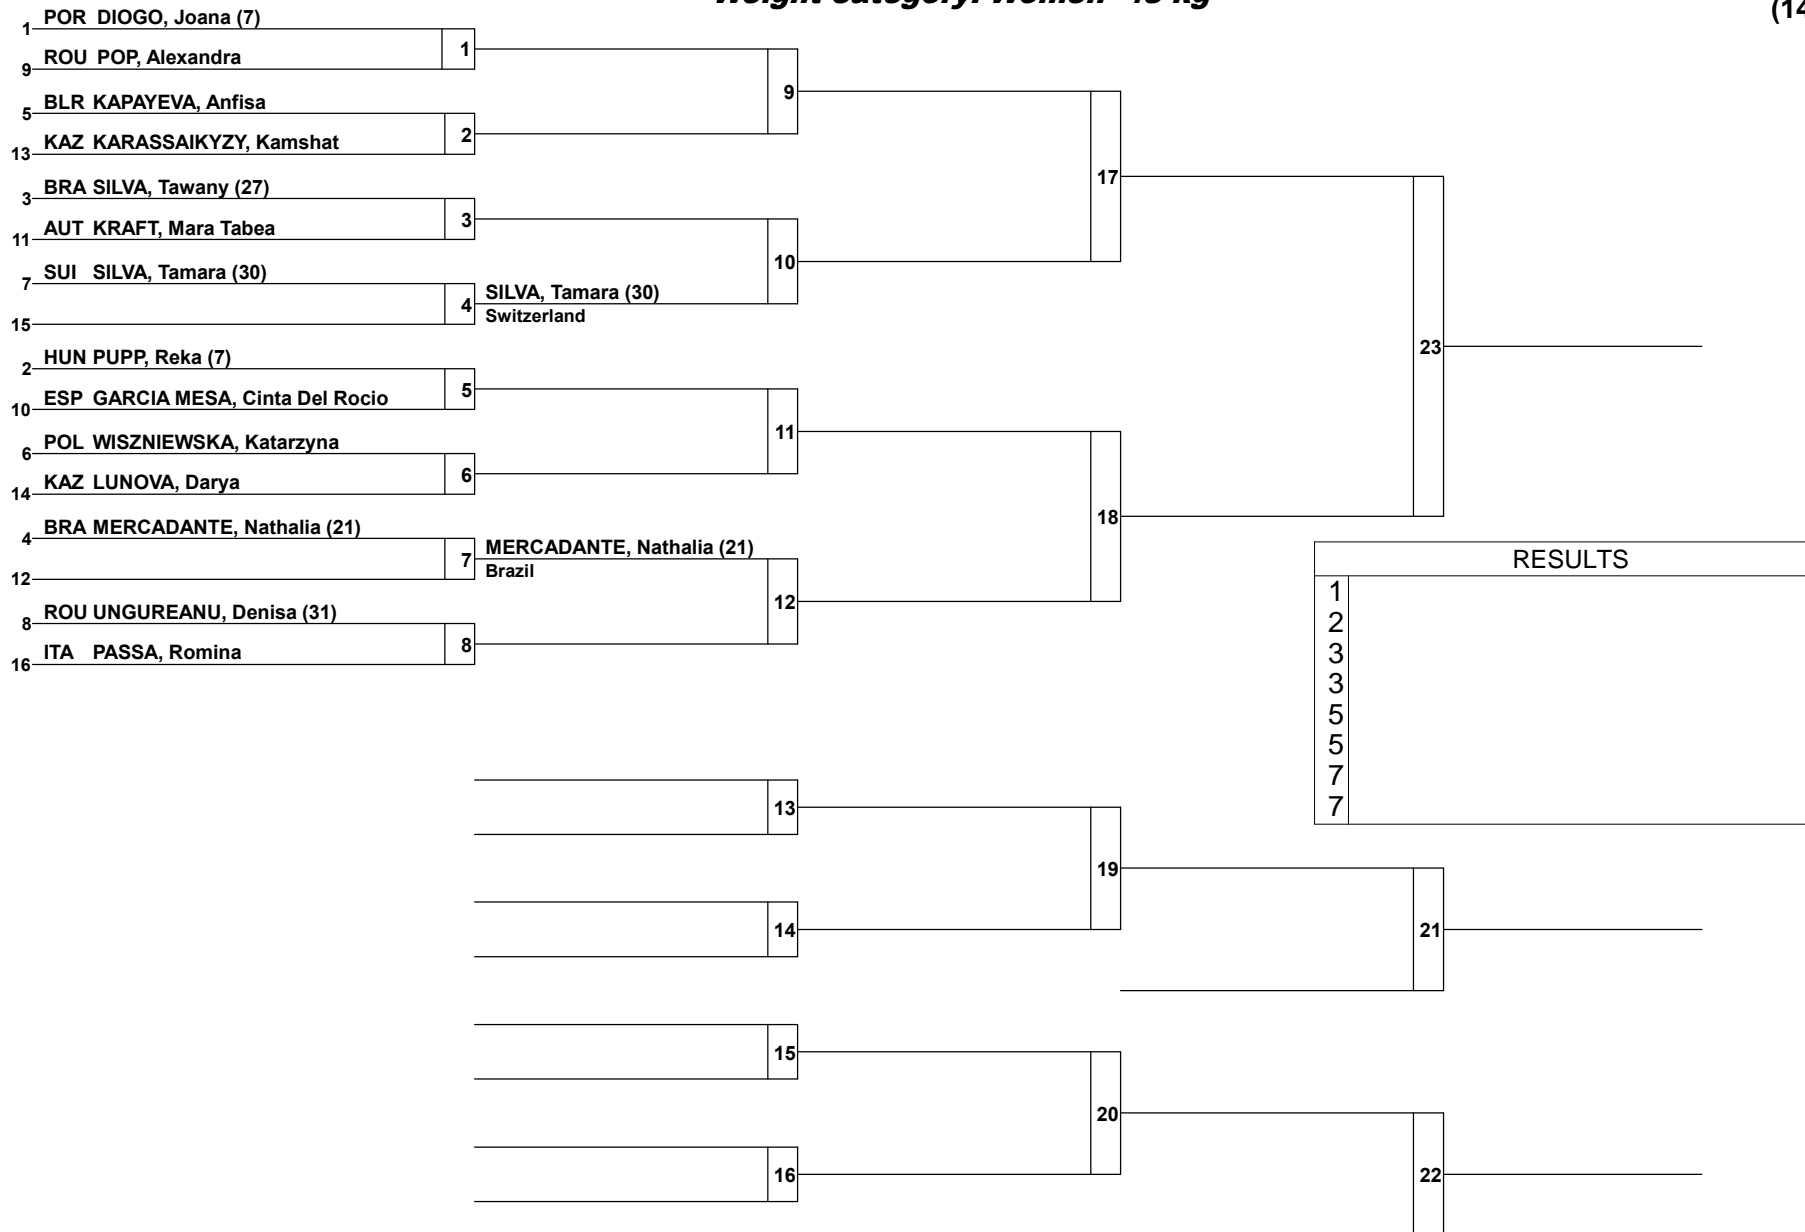 (14
1 POR DIOGO, Joana (7)
1
9 ROU POP, Alexandra
9
5 BLR KAPAYEVA, Anfisa
2
13 KAZ KARASSAIKYZY, Kamshat
17
3 BRA SILVA, Tawany (27)
3
11 AUT KRAFT, Mara Tabea
10
7 SUI SILVA, Tamara (30)
4 SILVA, Tamara (30)
Switzerland
15
23
2 HUN PUPP, Reka (7)
5
10 ESP GARCIA MESA, Cinta Del Rocio
11
6 POL WISZNIEWSKA, Katarzyna
6
14 KAZ LUNOVA, Darya
18
4 BRA MERCADANTE, Nathalia (21)
7 MERCADANTE, Nathalia (21)
Brazil
12
12
8 ROU UNGUREANU, Denisa (31)
8
16 ITA PASSA, Romina
RESULTS
1
2
3
3
5
5
7
7
13
19
14
21
15
20
16
22